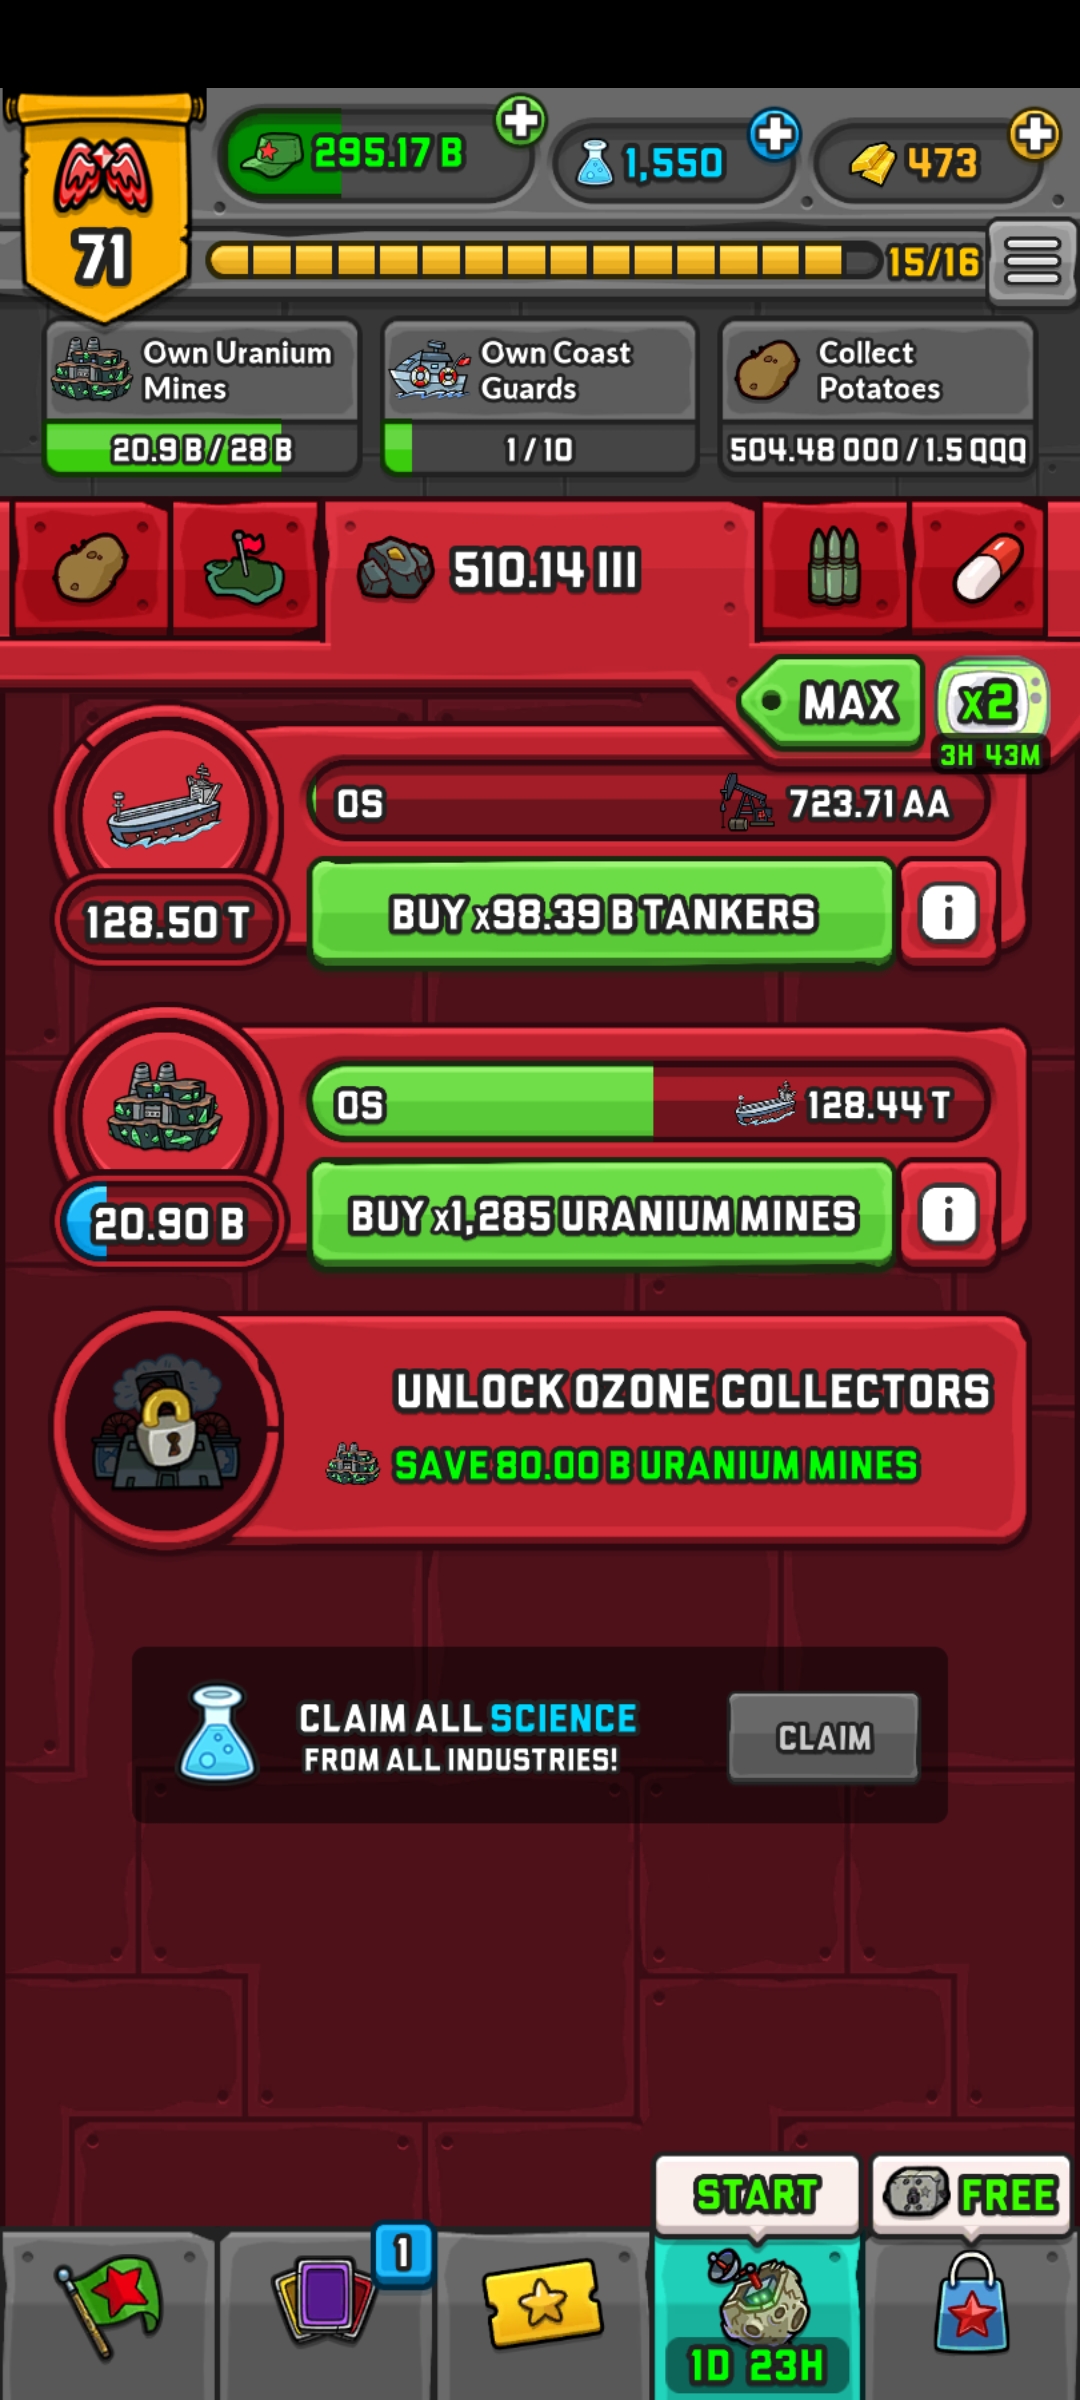 295.17 B
1,550
473
71
15/16
Own Uranium
Mines
20.9 B / 28 B
Own Coast
Guards
1 / 10
Collect
Potatoes
504.48 OOO / 1.5 QQQ
510.14 III
MAX
x2
3H 43M
0S
723.71 AA
128.50 T
BUY x98.39 B TANKERS
i
0S
128.44 T
20.90 B
BUY x1,285 URANIUM MINES
i
UNLOCK OZONE COLLECTORS
SAVE 80.00 B URANIUM MINES
CLAIM ALL SCIENCE
FROM ALL INDUSTRIES!
CLAIM
START
FREE
1
1D 23H